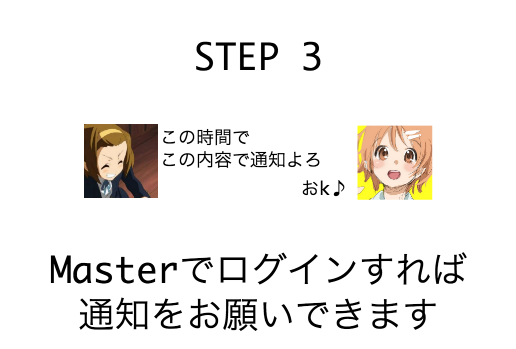 STEP 3
この時間で
この内容で通知よろ
おk♪
Masterでログインすれば
通知をお願いできます